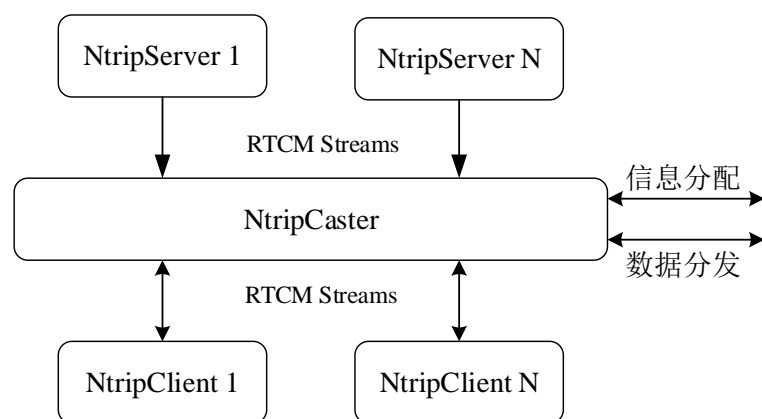 NtripServer 1
NtripServer N
RTCM Streams
信息分配
NtripCaster
数据分发
RTCM Streams
NtripClient 1
NtripClient N